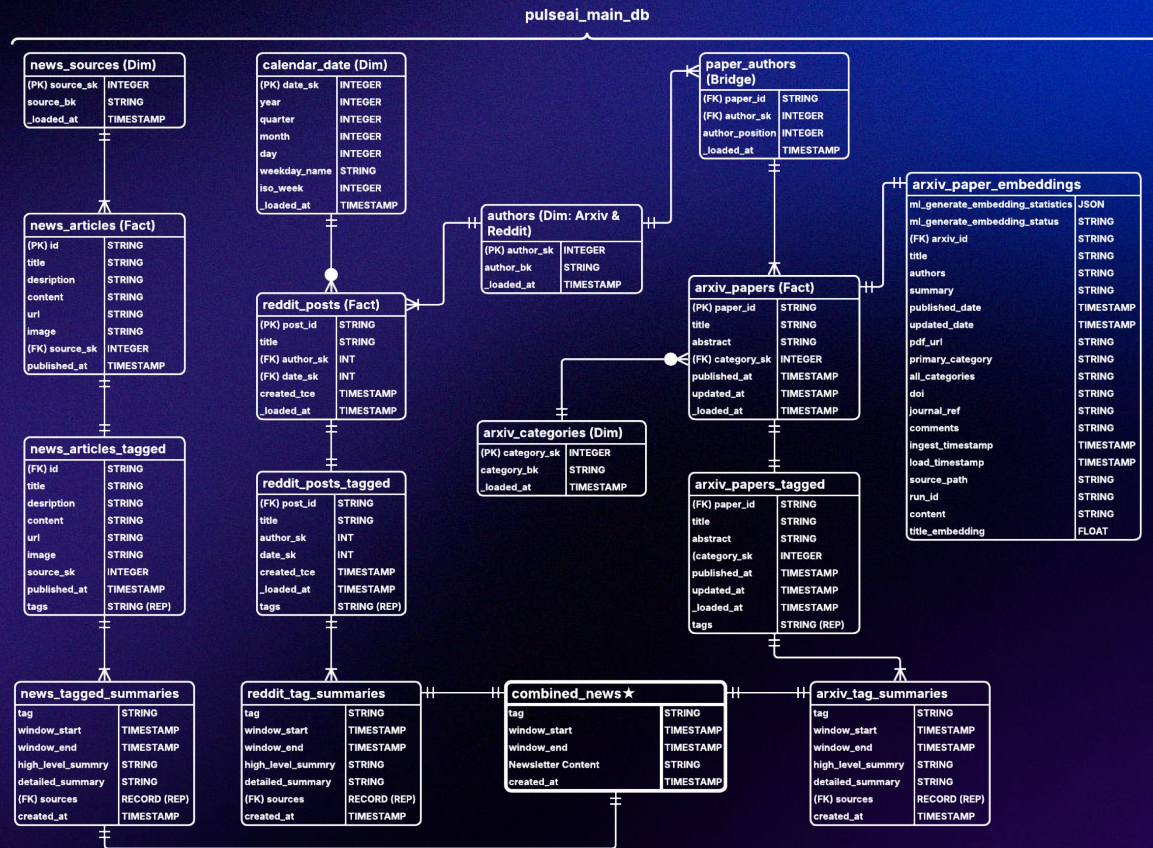 pulseai_main_db
news_sources (Dim)
(PK) source_sk INTEGER
source_bk STRING
_loaded_at TIMESTAMP
calendar_date (Dim)
(PK) date_sk INTEGER
year INTEGER
quarter INTEGER
month INTEGER
day INTEGER
weekday_name STRING
iso_week INTEGER
_loaded_at TIMESTAMP
paper_authors
(Bridge)
(FK) paper_id STRING
(FK) author_sk INTEGER
author_position INTEGER
_loaded_at TIMESTAMP
arxiv_paper_embeddings
ml_generate_embedding_statistics JSON
ml_generate_embedding_status STRING
(FK) arxiv_id STRING
title STRING
authors STRING
summary STRING
published_date TIMESTAMP
updated_date TIMESTAMP
pdf_url STRING
primary_category STRING
all_categories STRING
doi STRING
journal_ref STRING
comments STRING
ingest_timestamp TIMESTAMP
load_timestamp TIMESTAMP
source_path STRING
run_id STRING
content STRING
title_embedding FLOAT
news_articles (Fact)
(PK) id STRING
title STRING
desription STRING
content STRING
url STRING
image STRING
(FK) source_sk INTEGER
published_at TIMESTAMP
authors (Dim: Arxiv &
Reddit)
(PK) author_sk INTEGER
author_bk STRING
_loaded_at TIMESTAMP
reddit_posts (Fact)
(PK) post_id STRING
title STRING
(FK) author_sk INT
(FK) date_sk INT
created_tce TIMESTAMP
_loaded_at TIMESTAMP
arxiv_papers (Fact)
(PK) paper_id STRING
title STRING
abstract STRING
(FK) category_sk INTEGER
published_at TIMESTAMP
updated_at TIMESTAMP
_loaded_at TIMESTAMP
arxiv_categories (Dim)
(PK) category_sk INTEGER
category_bk STRING
_loaded_at TIMESTAMP
news_articles_tagged
(FK) id STRING
title STRING
desription STRING
content STRING
url STRING
image STRING
source_sk INTEGER
published_at TIMESTAMP
tags STRING (REP)
reddit_posts_tagged
(FK) post_id STRING
title STRING
author_sk INT
date_sk INT
created_tce TIMESTAMP
_loaded_at TIMESTAMP
tags STRING (REP)
arxiv_papers_tagged
(FK) paper_id STRING
title STRING
abstract STRING
(category_sk INTEGER
published_at TIMESTAMP
updated_at TIMESTAMP
_loaded_at TIMESTAMP
tags STRING (REP)
news_tagged_summaries
tag STRING
window_start TIMESTAMP
window_end TIMESTAMP
high_level_summry STRING
detailed_summary STRING
(FK) sources RECORD (REP)
created_at TIMESTAMP
reddit_tag_summaries
tag STRING
window_start TIMESTAMP
window_end TIMESTAMP
high_level_summry STRING
detailed_summary STRING
(FK) sources RECORD (REP)
created_at TIMESTAMP
combined_news★
tag STRING
window_start TIMESTAMP
window_end TIMESTAMP
Newsletter Content STRING
created_at TIMESTAMP
arxiv_tag_summaries
tag STRING
window_start TIMESTAMP
window_end TIMESTAMP
high_level_summry STRING
detailed_summary STRING
(FK) sources RECORD (REP)
created_at TIMESTAMP